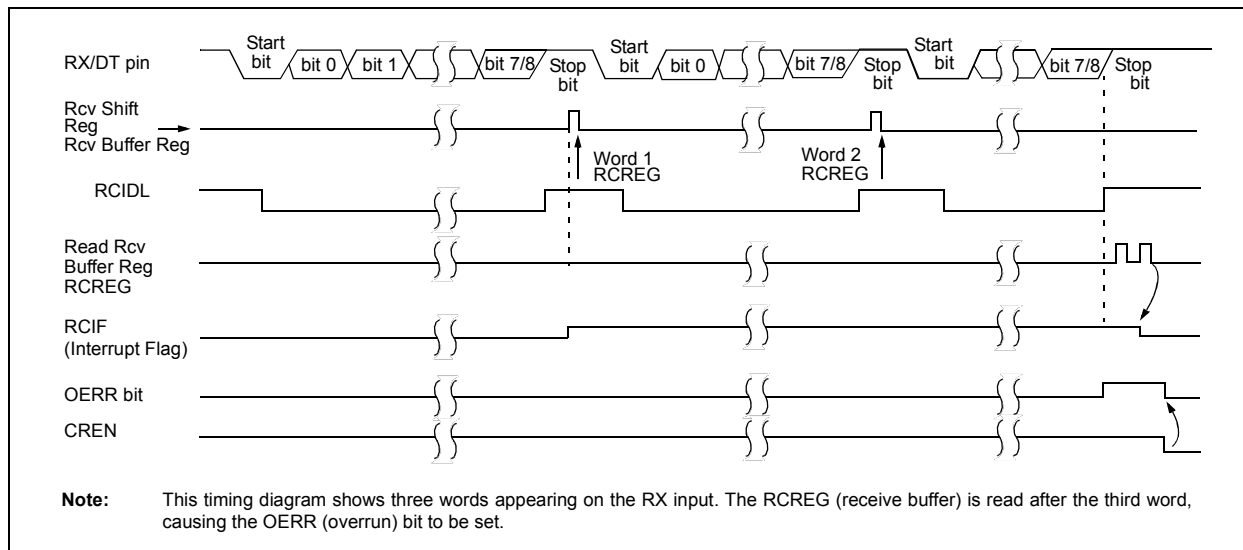 RX/DT pin
Start
bit
bit 0
bit 1
bit 7/8
Stop
bit
Start
bit
bit 0
bit 7/8
Stop
bit
Start
bit
bit 7/8
Stop
bit
Rcv Shift
Reg
Rcv Buffer Reg
Word 1
RCREG
Word 2
RCREG
RCIDL
Read Rcv
Buffer Reg
RCREG
RCIF
(Interrupt Flag)
OERR bit
CREN
Note: This timing diagram shows three words appearing on the RX input. The RCREG (receive buffer) is read after the third word,
causing the OERR (overrun) bit to be set.